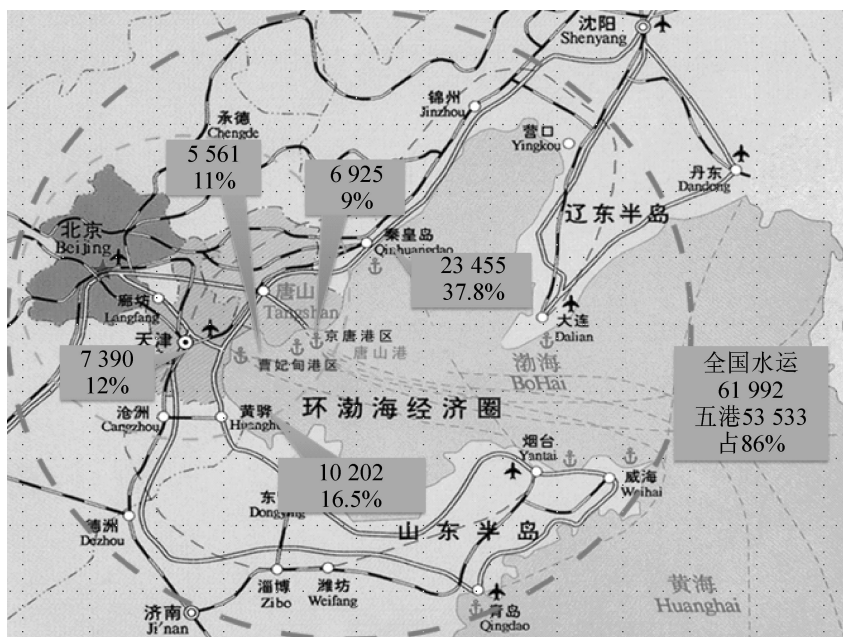 沈阳
Shenyang
锦州
Jinzhou
承德
Chengde
营口
Yingkou
5 561
11%
6 925
9%
丹东
Dandong
辽东半岛
北京
Beijing
秦皇岛
Qinhuangdao
23 455
37.8%
廊坊
Langfang
唐山
Tangshan
天津
京唐港区
唐山港
曹妃甸港区
大连
Dalian
渤海
BoHai
7 390
12%
全国水运
61 992
五港53 533
占86%
环渤海经济圈
沧洲
Cangzhou
黄骅
10 202
16.5%
烟台
Yantai
威海
Weihai
东
山东半岛
德洲
Dezhou
淄博
Zibo
潍坊
Weifang
黄海
Huanghai
济南
Ji'nan
青岛
Qingdao